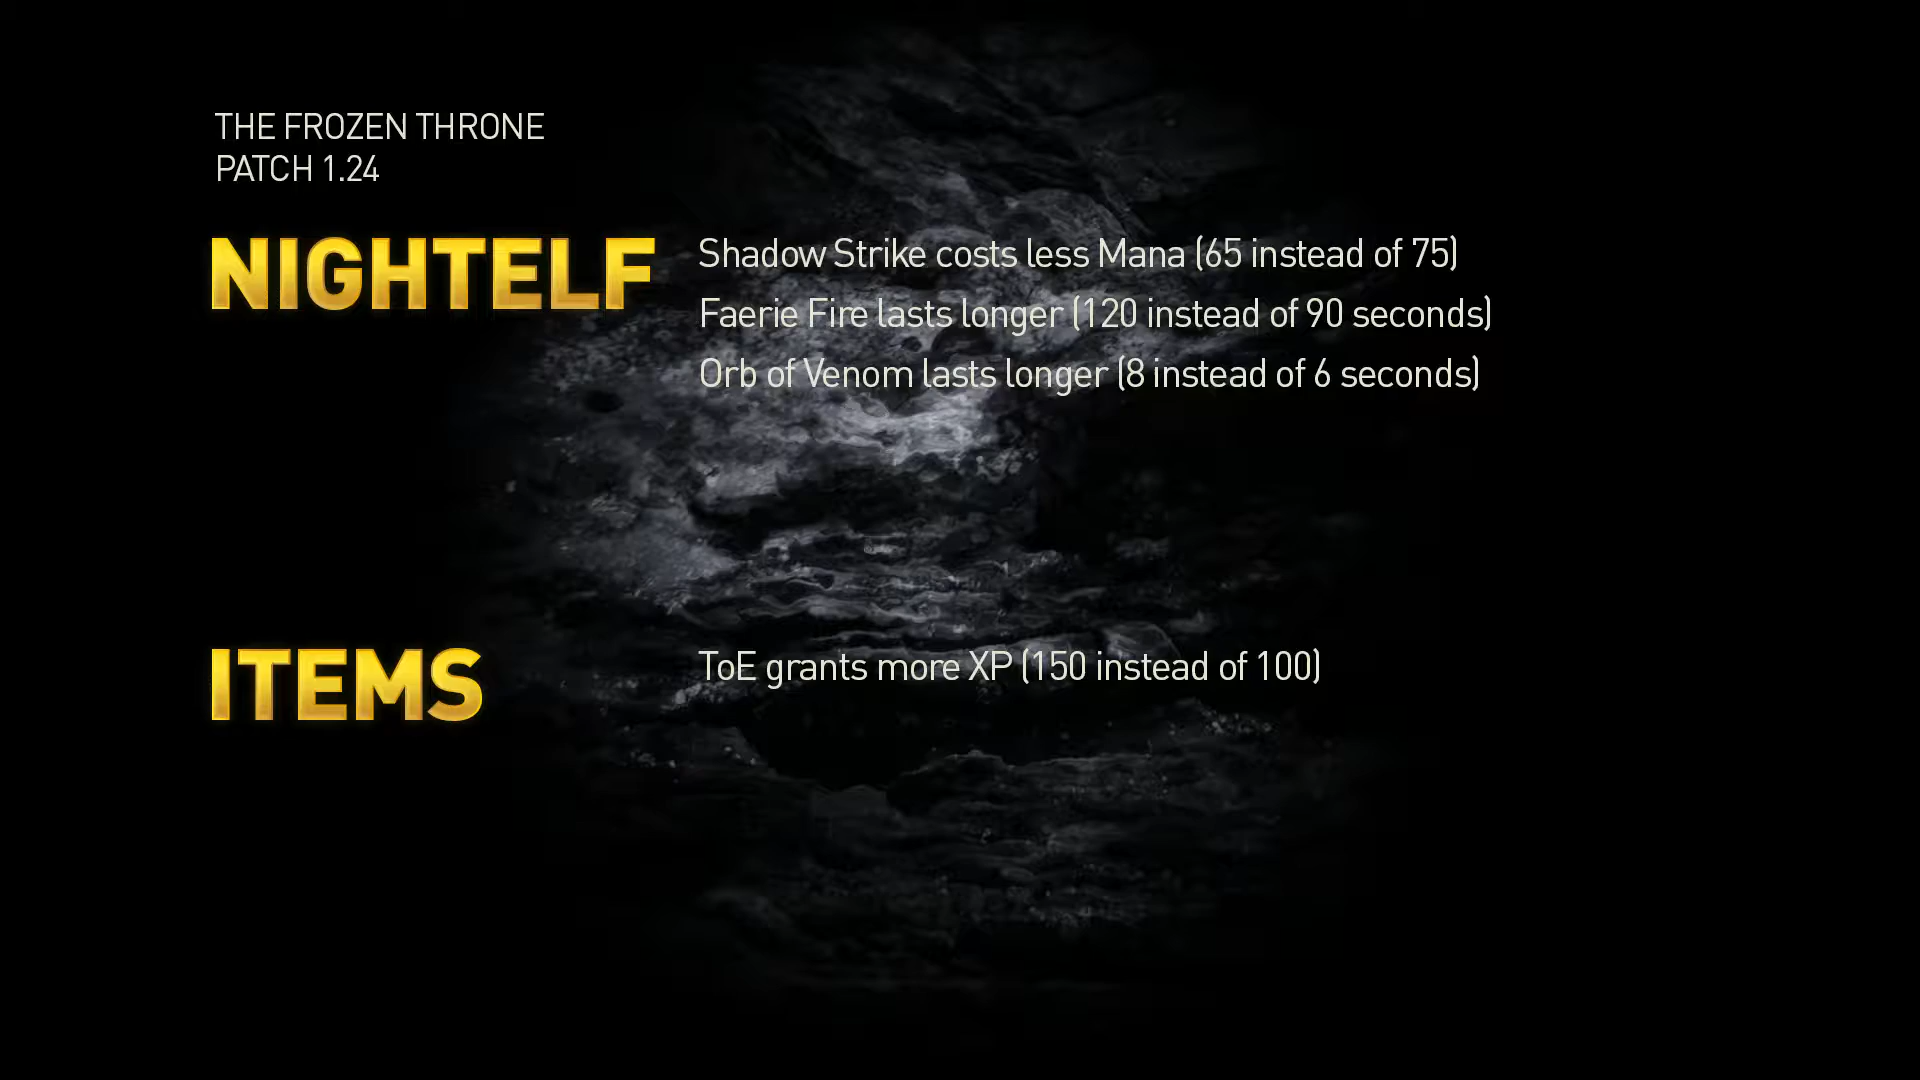 THE FROZEN THRONE
PATCH 1.24
NIGHTELF
Shadow Strike costs less Mana (65 instead of 75)
Faerie Fire lasts longer (120 instead of 90 seconds)
Orb of Venom lasts longer (8 instead of 6 seconds)
ITEMS
ToE grants more XP (150 instead of 100)